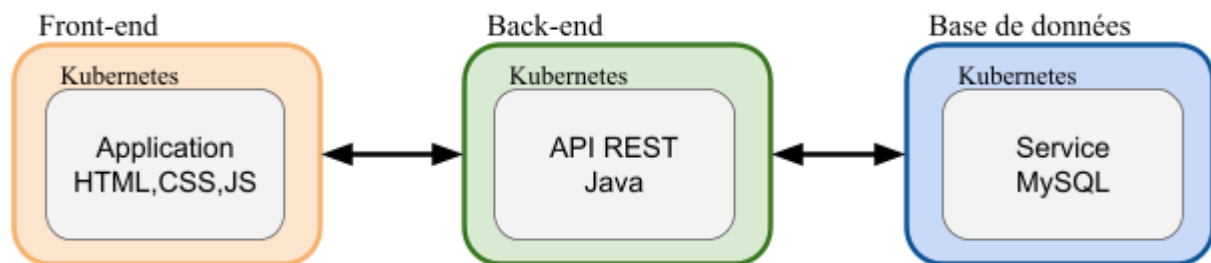 Front-end
Kubernetes
Application
HTML,CSS,JS
Back-end
Kubernetes
API REST
Java
Base de données
Kubernetes
Service
MySQL